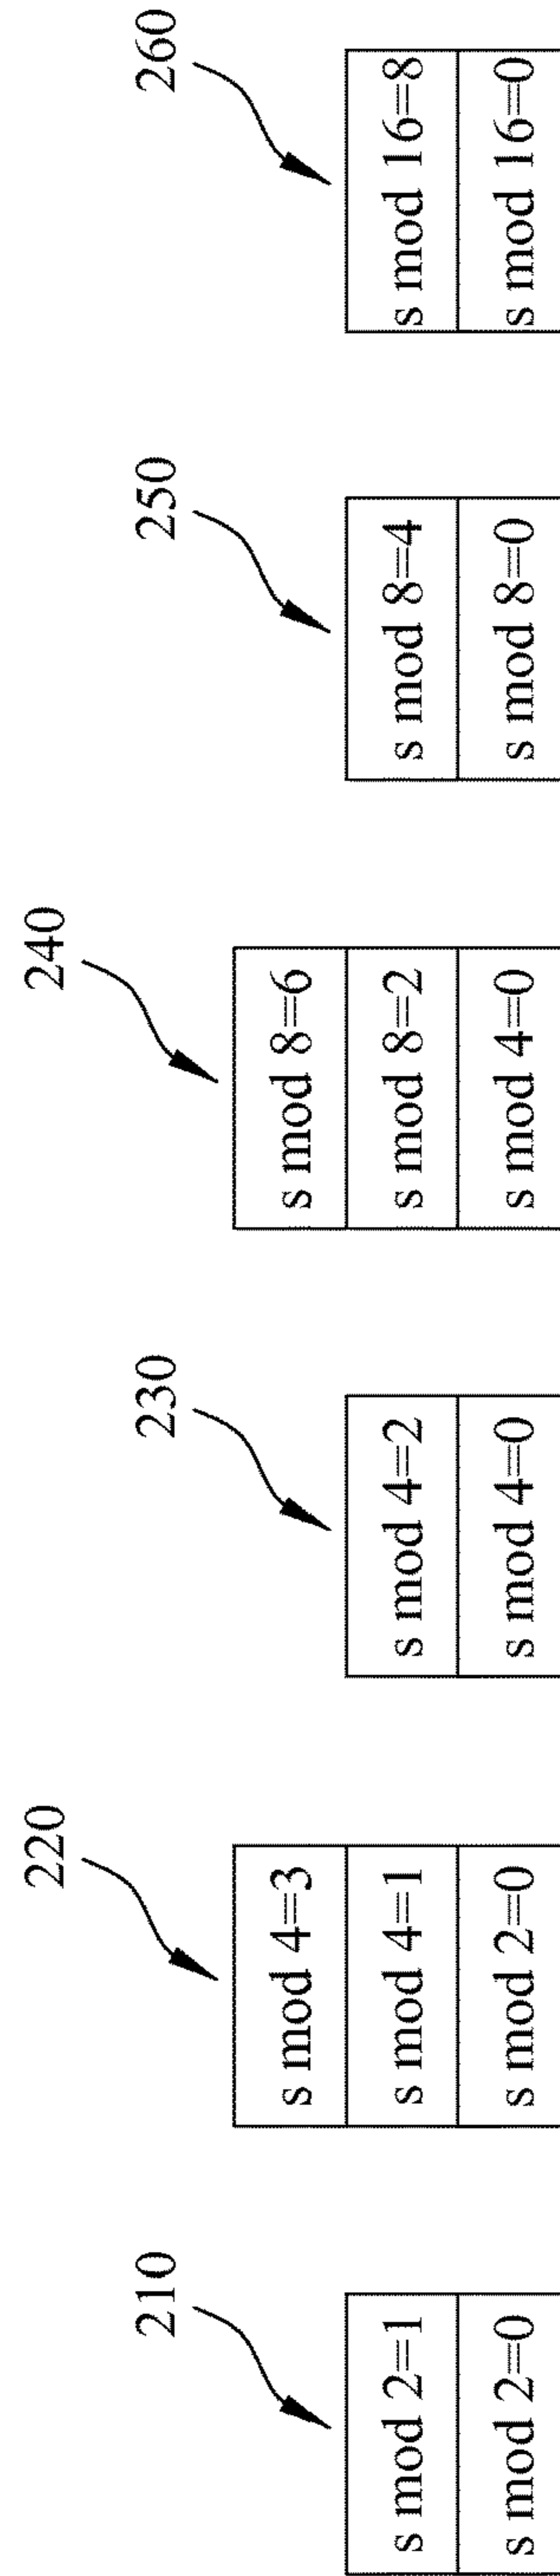 210
s mod 2=1
s mod 2=0
220
s mod 4=3
s mod 4=1
s mod 2=0
230
s mod 4=2
s mod 4=0
240
s mod 8=6
s mod 8=2
s mod 4=0
250
s mod 8=4
s mod 8=0
260
s mod 16=8
s mod 16=0